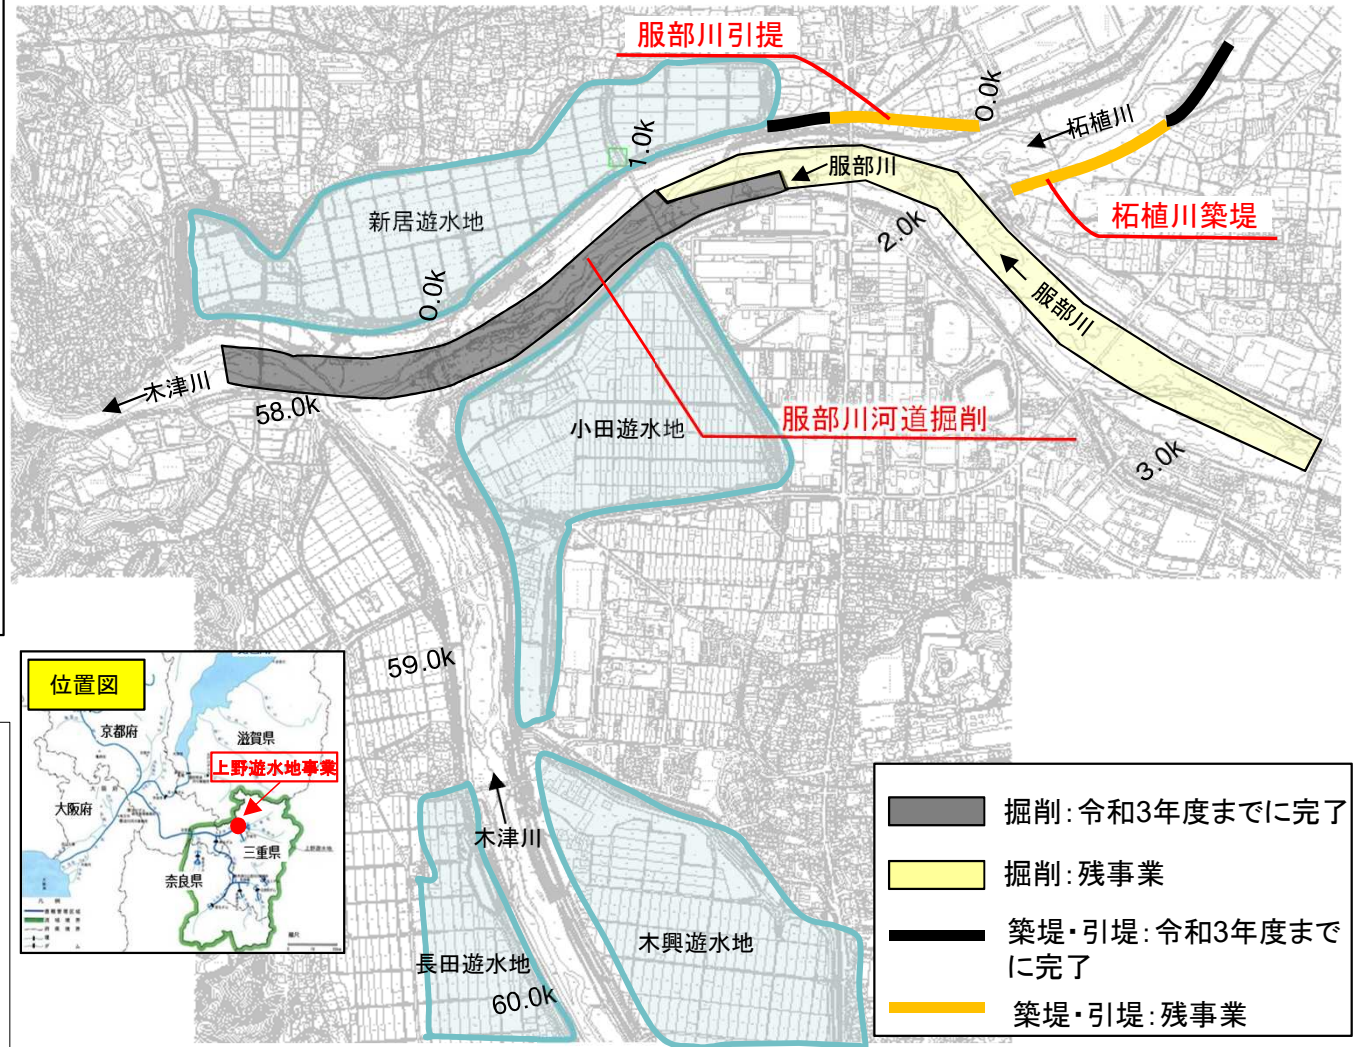 服部川引提
0.0k
柘植川
1.0k
服部川
柘植川築堤
新居遊水地
2.0k
0.0k
服部川
木津川
58.0k
小田遊水地
服部川河道掘削
3.0k
59.0k
位置図
京都府
滋賀県
上野遊水地事業
大阪府
三重県
上野遊水地
奈良県
木津川
長田遊水地
60.0k
木興遊水地
掘削:令和3年度までに完了
掘削:残事業
築堤・引堤:令和3年度まで
に完了
築堤・引堤:残事業